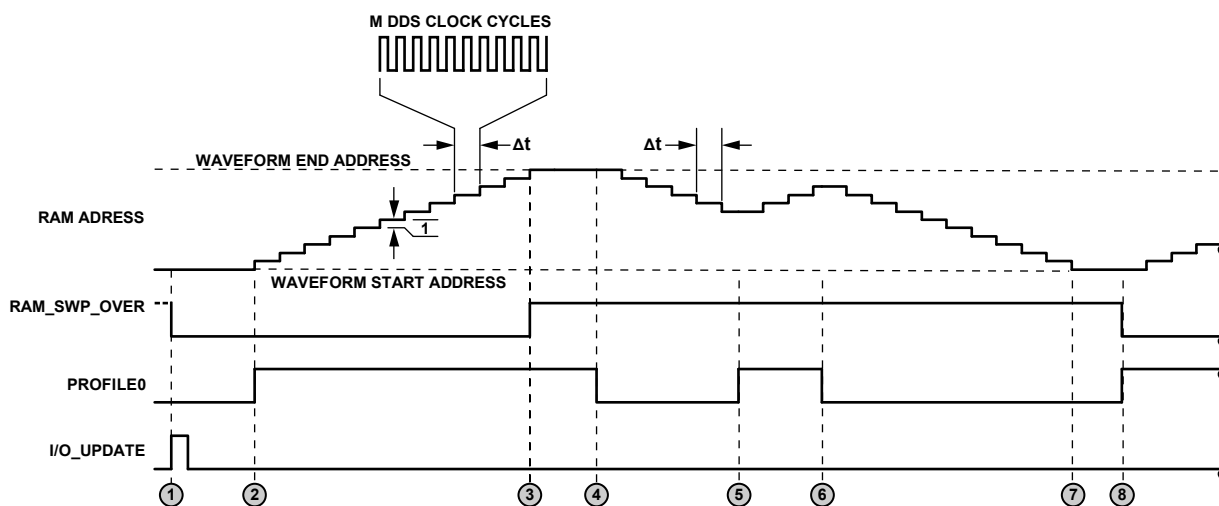 M DDS CLOCK CYCLES
Δt
Δt
WAVEFORM END ADDRESS
RAM ADRESS
1
WAVEFORM START ADDRESS
RAM_SWP_OVER
PROFILE0
I/O_UPDATE
1 2 3 4 5 6 7 8